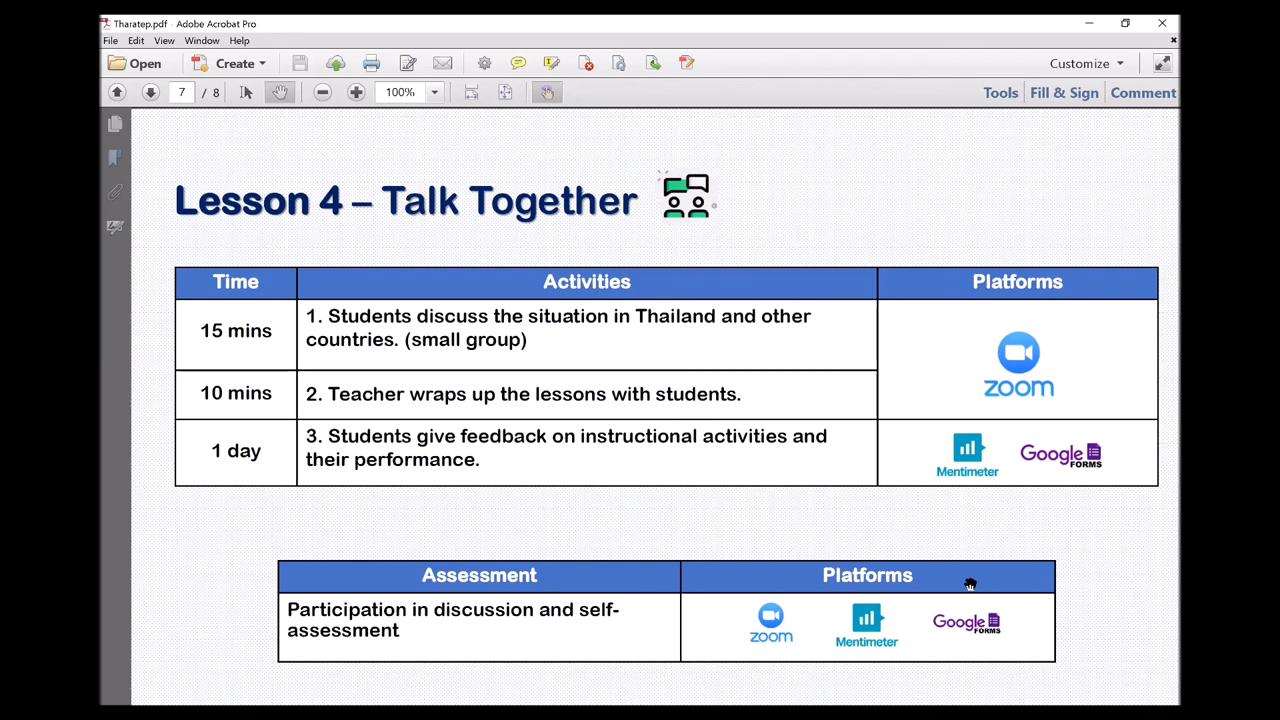 Tharatep.pdf - Adobe Acrobat Pro
File Edit View Window Help
Open Create Customize
7 / 8 100% Tools Fill & Sign Comment
Lesson 4 – Talk Together
Time Activities Platforms
15 mins
1. Students discuss the situation in Thailand and other
countries. (small group)
zoom
10 mins 2. Teacher wraps up the lessons with students.
1 day
3. Students give feedback on instructional activities and
their performance.
Mentimeter Google FORMS
Assessment Platforms
Participation in discussion and self-
assessment
zoom Mentimeter Google FORMS